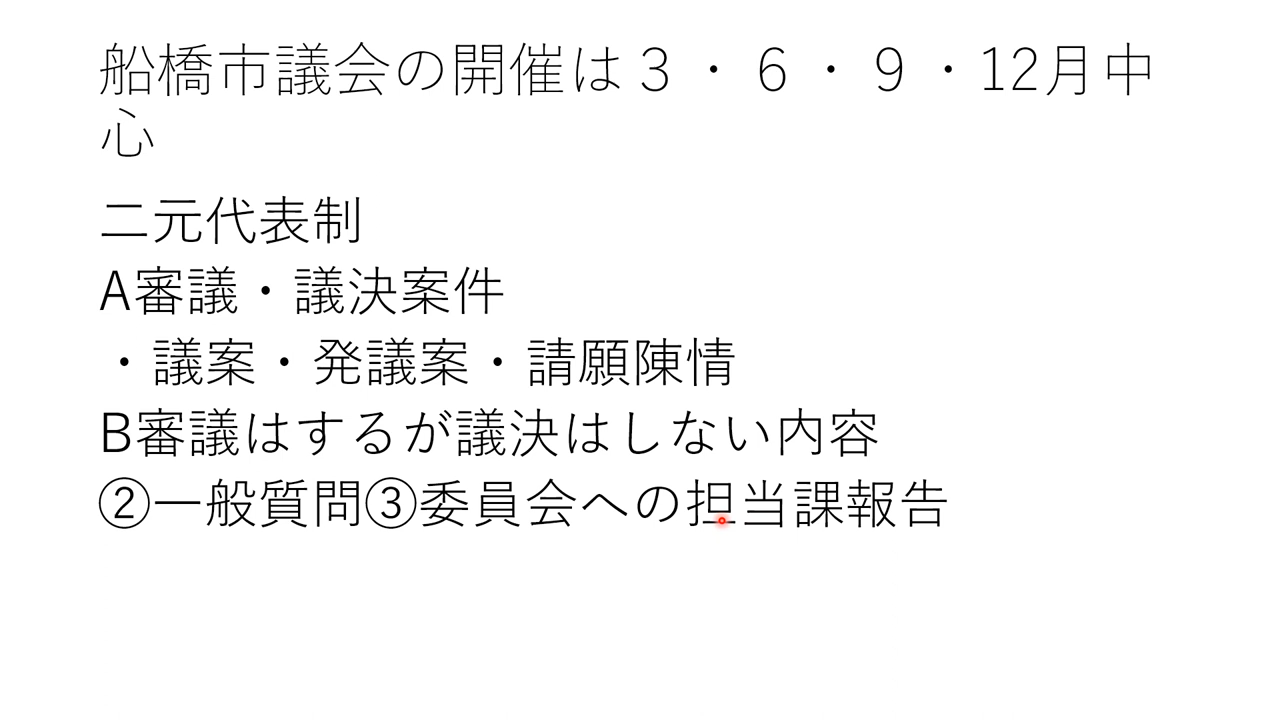 船橋市議会の開催は３・６・９・12月中
心
二元代表制
A審議・議決案件
・議案・発議案・請願陳情
B審議はするが議決はしない内容
②一般質問③委員会への担当課報告